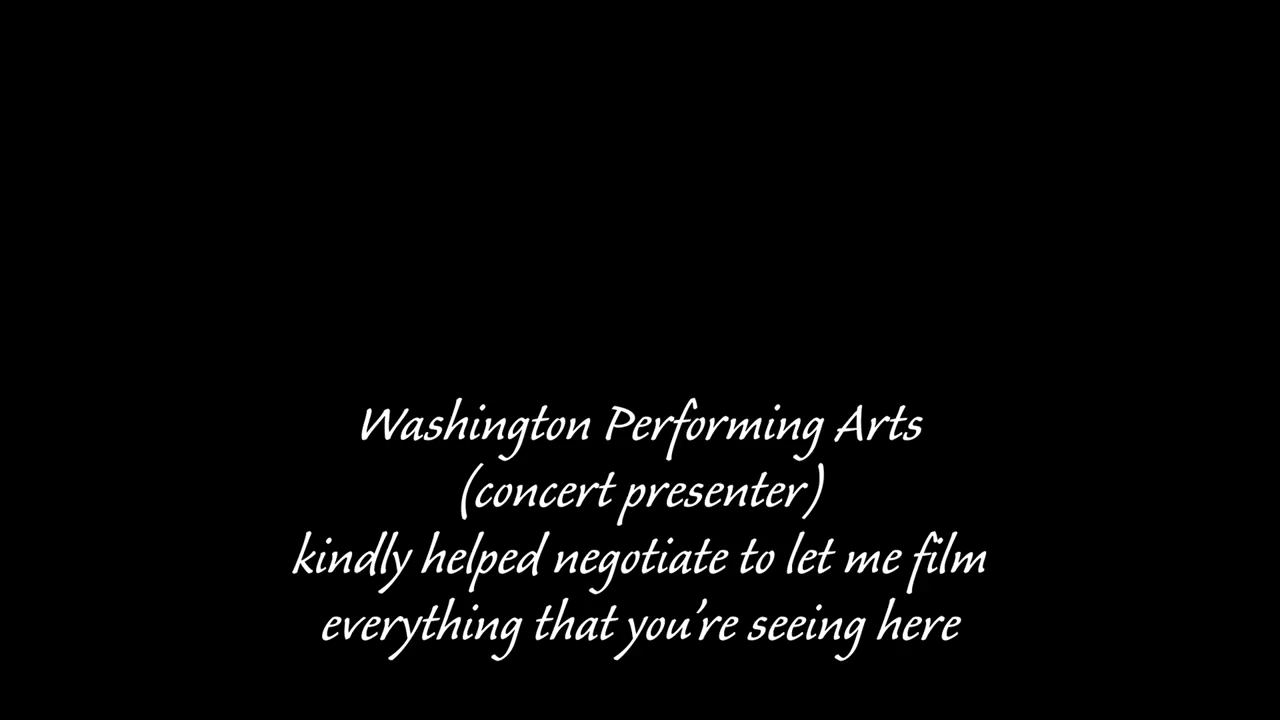 Washington Performing Arts
(concert presenter)
kindly helped negotiate to let me film
everything that you're seeing here